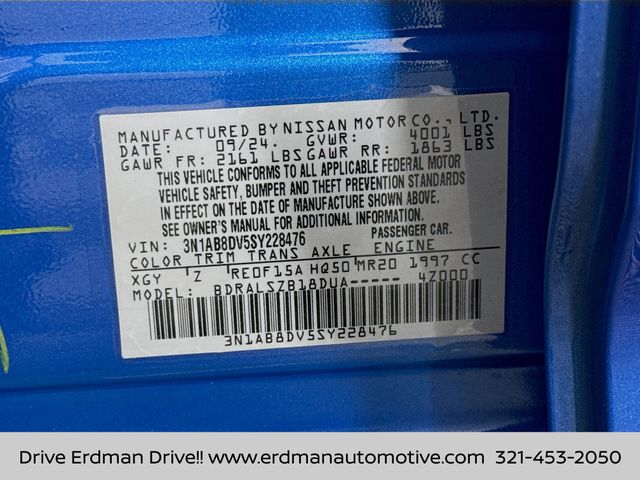 MANUFACTURED BY NISSAN MOTOR CO., LTD.
DATE: 09/24. GVWR: 4001 LBS
GAWR FR: 2161 LBS GAWR RR: 1863 LBS
THIS VEHICLE CONFORMS TO ALL APPLICABLE FEDERAL MOTOR
VEHICLE SAFETY, BUMPER AND THEFT PREVENTION STANDARDS
IN EFFECT ON THE DATE OF MANUFACTURE SHOWN ABOVE.
SEE OWNER'S MANUAL FOR ADDITIONAL INFORMATION.
VIN: 3N1AB8DV5SY228476 PASSENGER CAR.
COLOR TRIM TRANS AXLE ENGINE
XGY Z RE0F15A HQ50 MR20 1997 CC
MODEL: BDRALSZB18DUA----- 4Z000
3N1AB8DV5SY228476
Drive Erdman Drive!! www.erdmanautomotive.com 321-453-2050